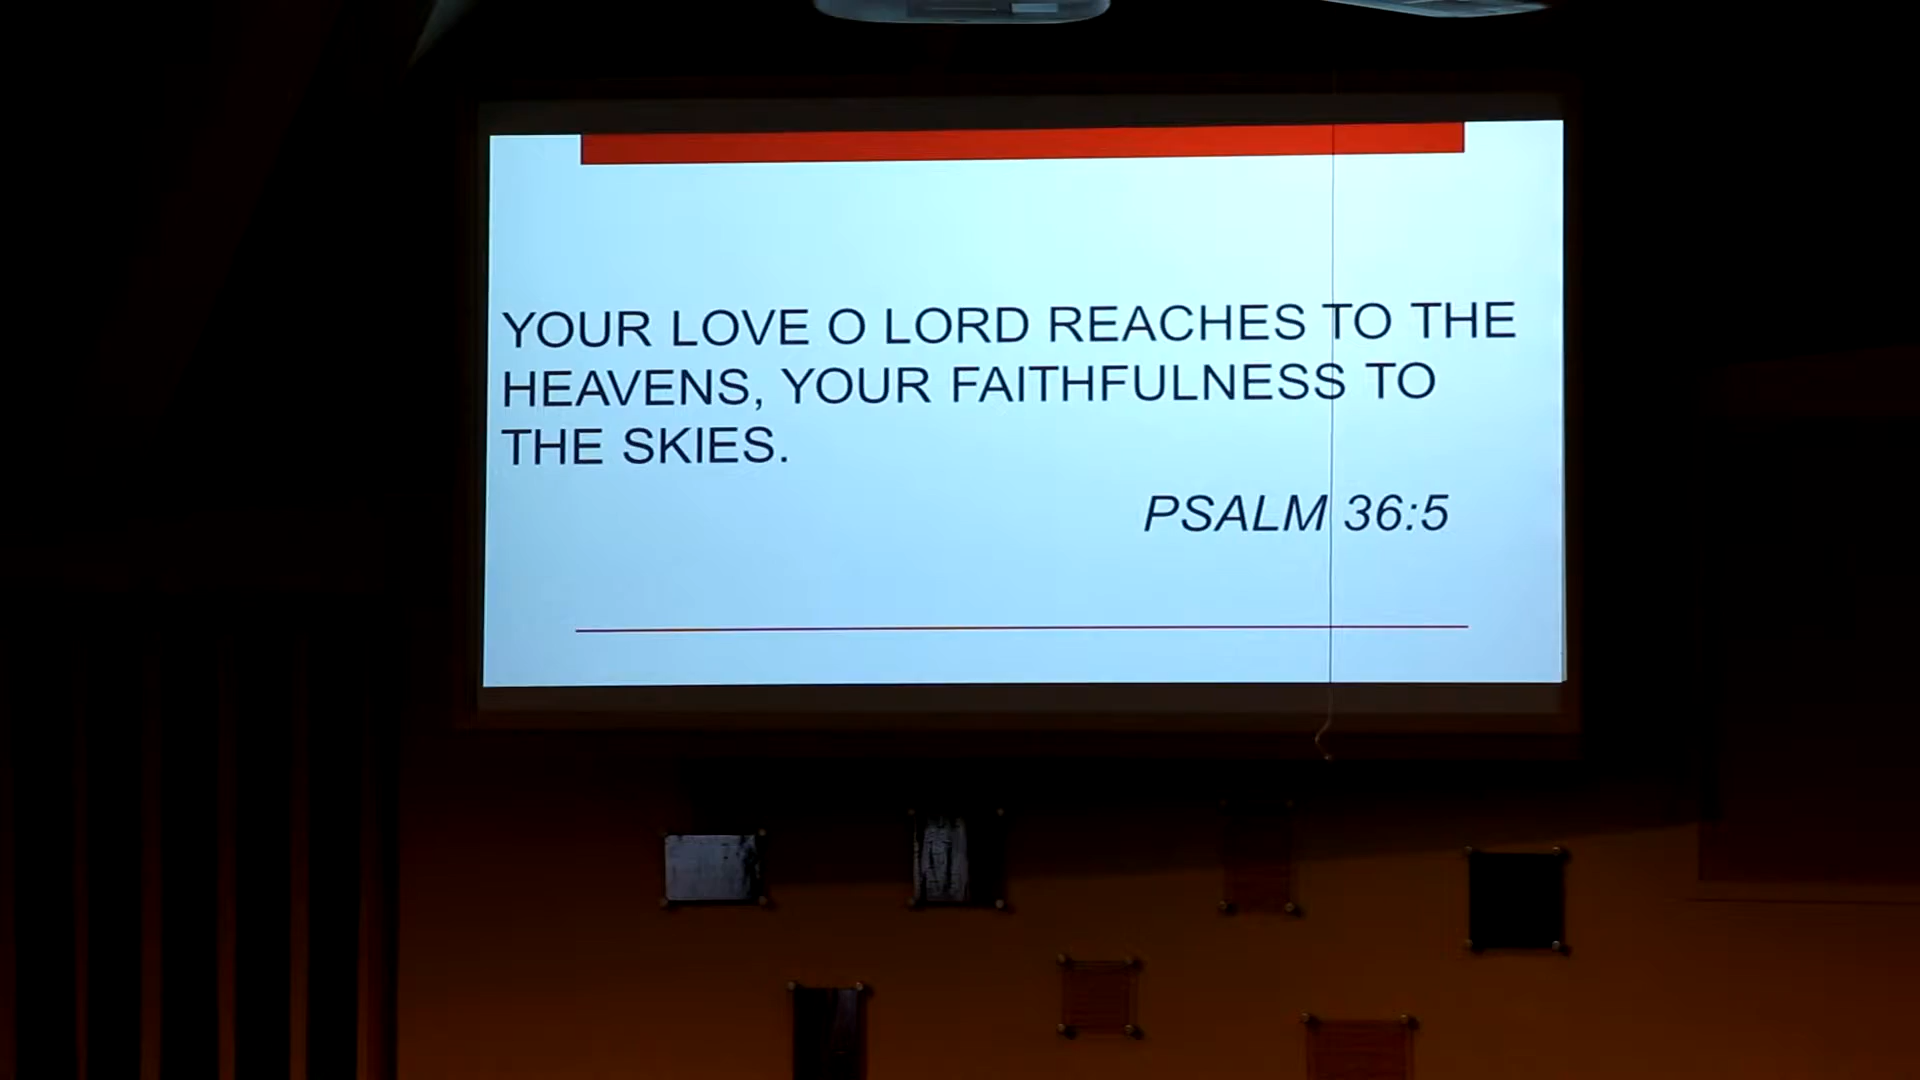 YOUR LOVE O LORD REACHES TO THE
HEAVENS, YOUR FAITHFULNESS TO
THE SKIES.
PSALM 36:5